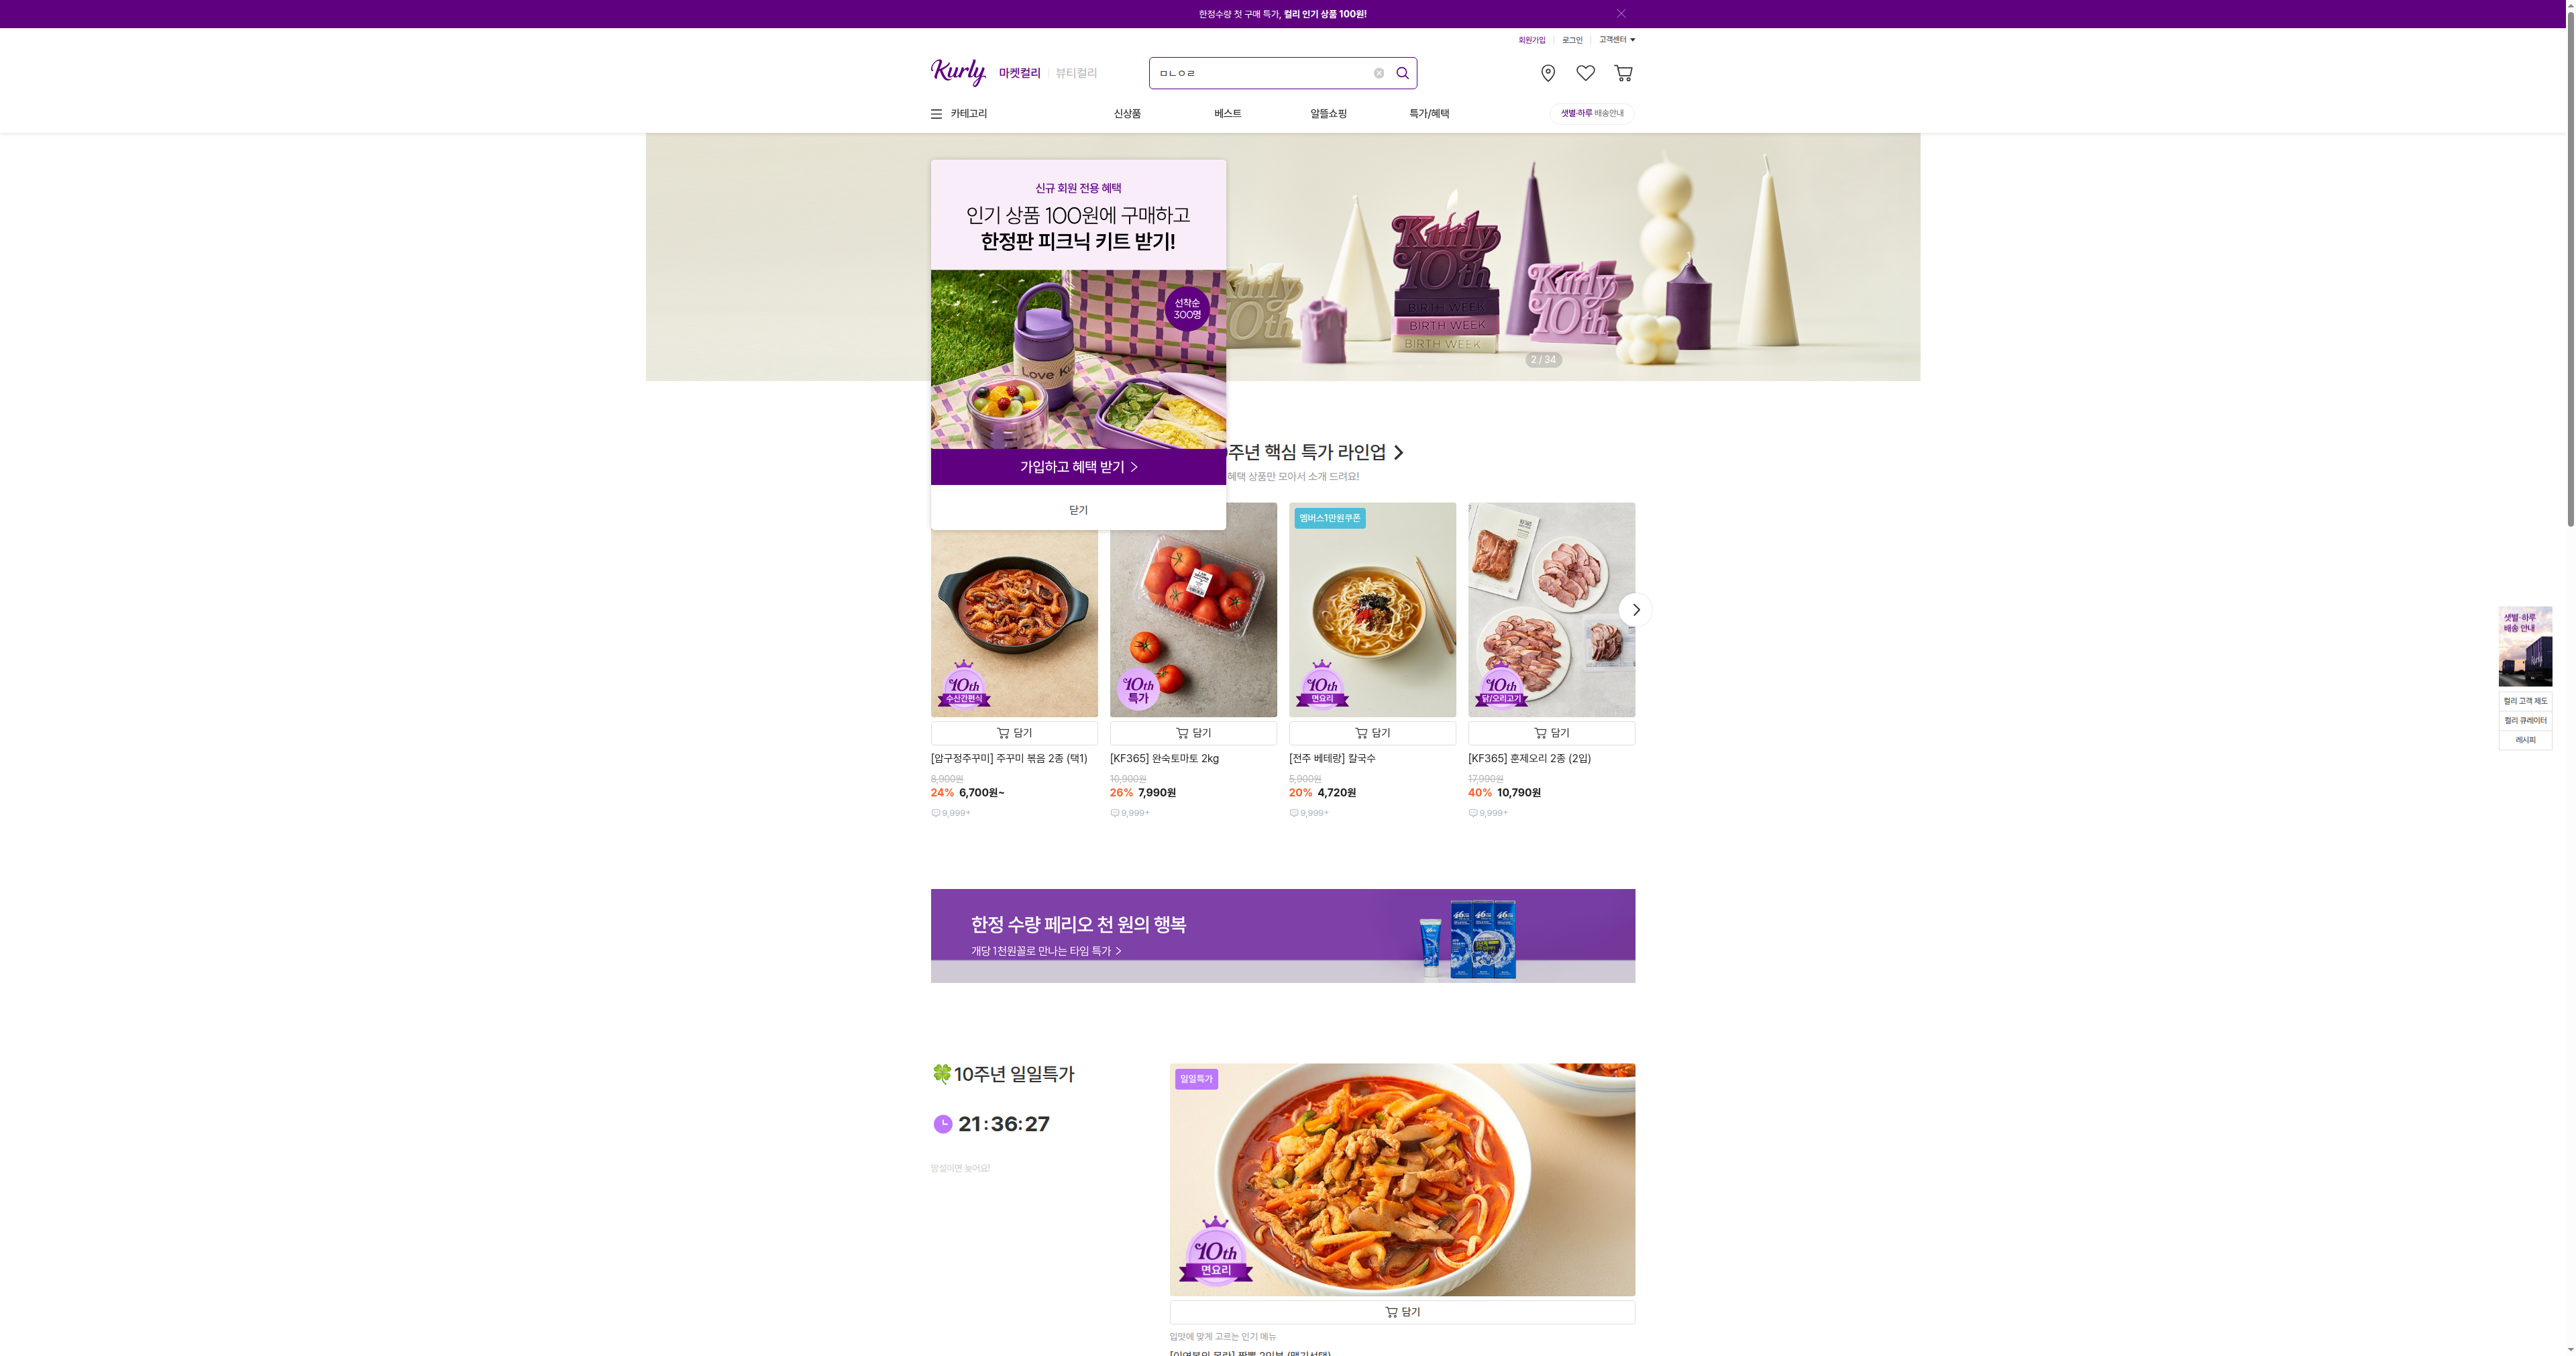 한정수량 첫 구매 특가, 컬리 인기 상품 100원!
회원가입 로그인 고객센터
Kurly 마켓컬리 뷰티컬리
ㅁㄴㅇㄹ
카테고리 신상품 베스트 알뜰쇼핑 특가/혜택 샛별·하루 배송안내
신규 회원 전용 혜택
인기 상품 100원에 구매하고
한정판 피크닉 키트 받기!
선착순
300명
Love Ku
가입하고 혜택 받기 >
닫기
Kurly
10th
BIRTH WEEK
BIRTH WEEK
BIRTH WEEK
Kurly
10th
2 / 34
주년 핵심 특가 라인업 >
혜택 상품만 모아서 소개 드려요!
멤버스1만원쿠폰
10th
수산간편식
10th
특가
10th
면요리
10th
닭/오리고기
담기 담기 담기 담기
[압구정주꾸미] 주꾸미 볶음 2종 (택1)
8,900원
24% 6,700원~
9,999+
[KF365] 완숙토마토 2kg
10,900원
26% 7,990원
9,999+
[전주 베테랑] 칼국수
5,900원
20% 4,720원
9,999+
[KF365] 훈제오리 2종 (2입)
17,990원
40% 10,790원
9,999+
샛별·하루
배송 안내
컬리 고객 제도
컬리 큐레이터
레시피
한정 수량 페리오 천 원의 행복
개당 1천원꼴로 만나는 타임 특가 >
🍀10주년 일일특가
21:36:27
망설이면 늦어요!
일일특가
10th
면요리
담기
입맛에 맞게 고르는 인기 메뉴